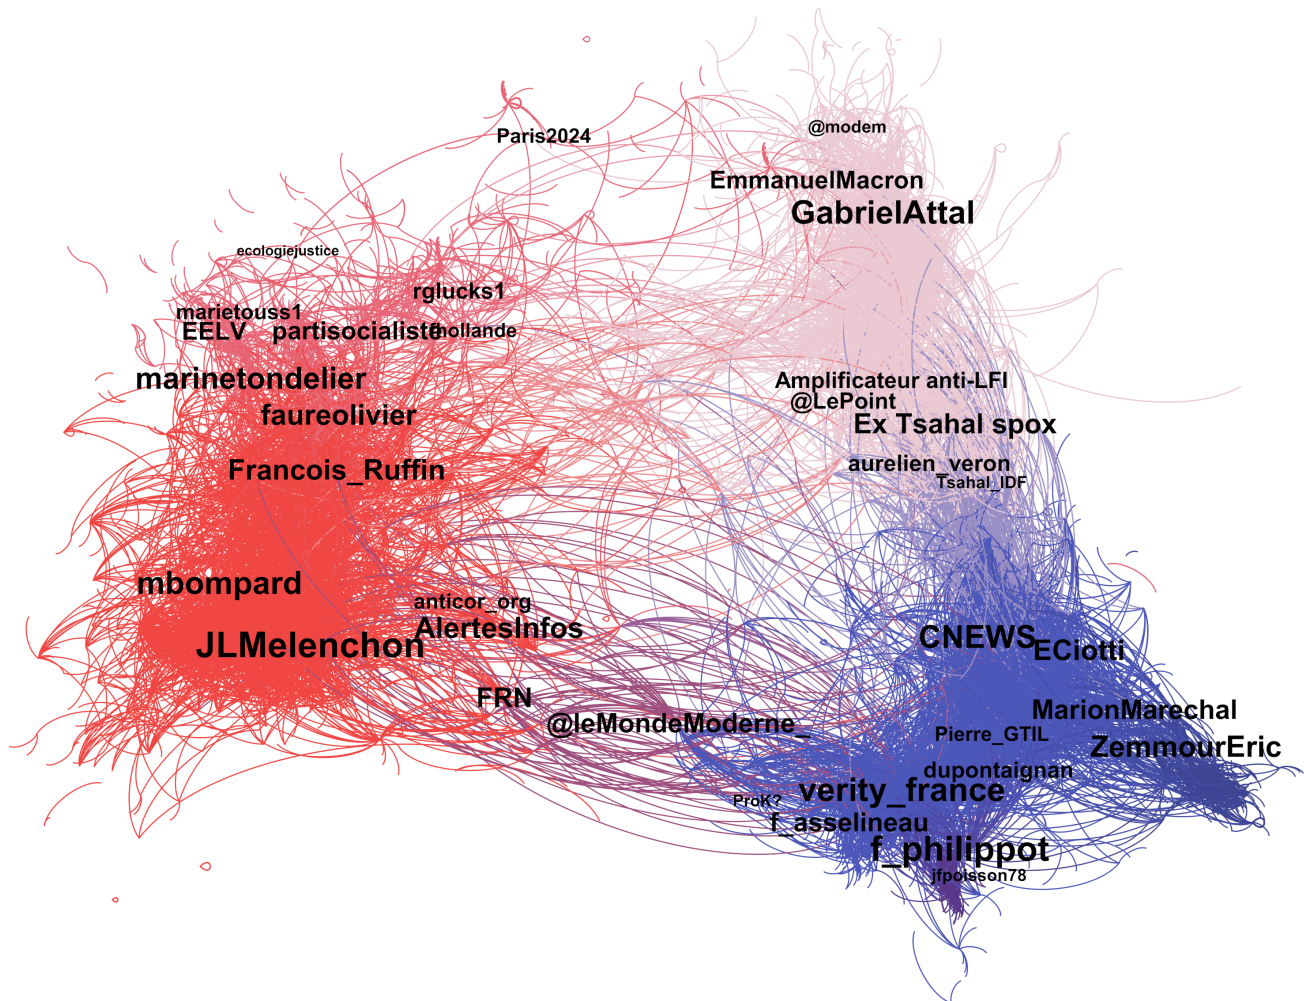 @modem
Paris2024
EmmanuelMacron
GabrielAttal
ecologiejustice
rglucks1
marietouss1
EELV
partisocialiste
fhollande
marinetondelier
Amplificateur anti-LFI
@LePoint
faureolivier
Ex Tsahal spox
Francois_Ruffin
aurelien_veron
Tsahal_IDF
mbompard
anticor_org
AlertesInfos
JLMelenchon
CNEWS
ECiotti
FRN
@leMondeModerne_
MarionMarechal
Pierre_GTIL
ZemmourEric
dupontaignan
verity_france
ProK?
f_asselineau
f_philippot
jfpoisson78